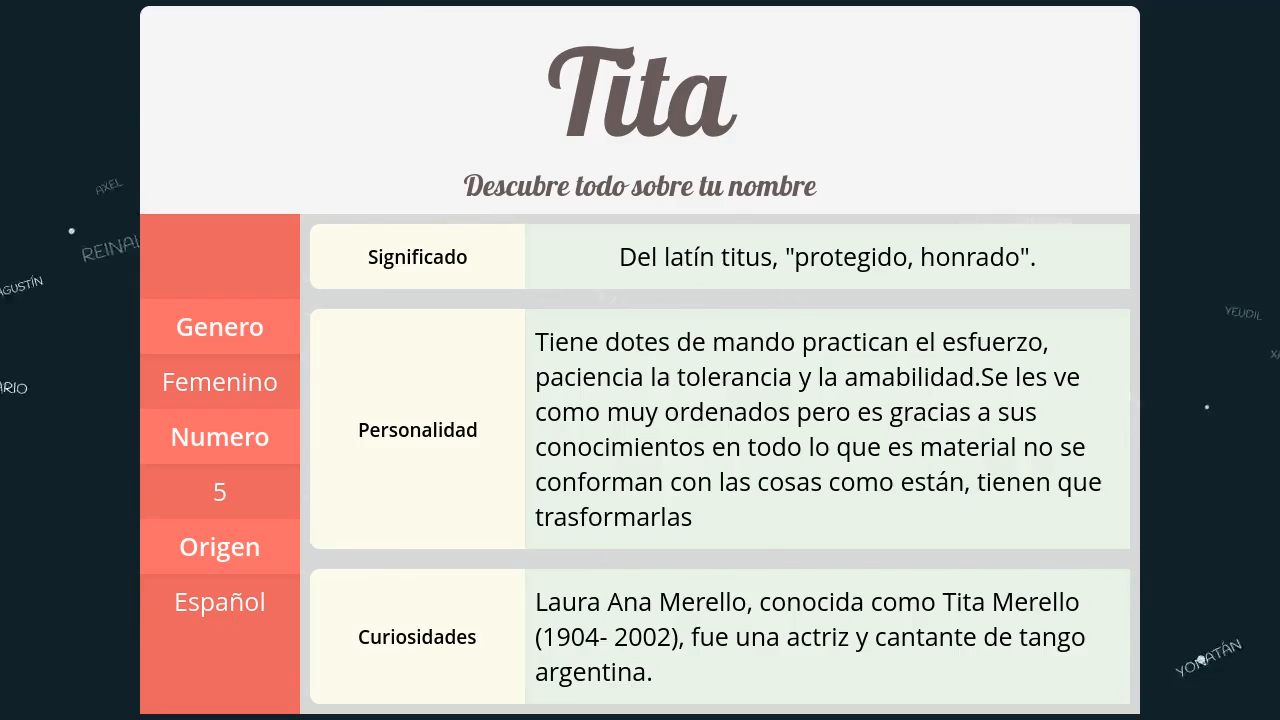 Tita
Descubre todo sobre tu nombre
AXEL
AGUSTÍN
Genero
Femenino
Numero
5
Origen
Español
Significado
Del latín titus, "protegido, honrado".
Personalidad
Tiene dotes de mando practican el esfuerzo,
paciencia la tolerancia y la amabilidad.Se les ve
como muy ordenados pero es gracias a sus
conocimientos en todo lo que es material no se
conforman con las cosas como están, tienen que
trasformarlas
Curiosidades
Laura Ana Merello, conocida como Tita Merello
(1904- 2002), fue una actriz y cantante de tango
argentina.
YEUDIL
YONATÁN